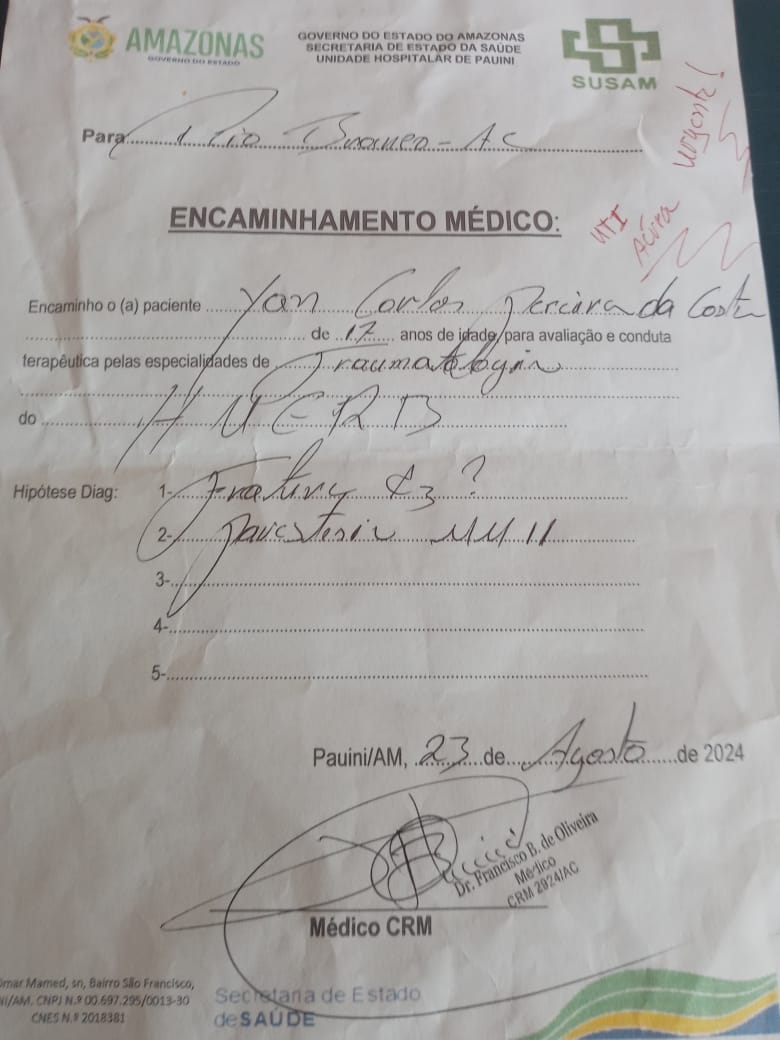 AMAZONAS
GOVERNO DO ESTADO
GOVERNO DO ESTADO DO AMAZONAS
SECRETARIA DE ESTADO DA SAÚDE
UNIDADE HOSPITALAR DE PAUINI
SUSAM
Urgente!
Para Rio Branco - AC
UTI
Aérea
ENCAMINHAMENTO MÉDICO:
Encaminho o (a) paciente Yan Carlos Pereira da Costa
de 17 anos de idade, para avaliação e conduta
terapêutica pelas especialidades de Traumatologia
do HUERB
Hipótese Diag: 1- Fratura ?
2- parestesia MMII
3-
4-
5-
Pauini/AM, 23 de Agosto de 2024
Dr. Francisco B. de Oliveira
Médico
CRM 2924/AC
Médico CRM
omar Mamed, sn, Bairro São Francisco,
NI/AM. CNPJ N.º 00.697.295/0013-30
CNES N.º 2018381
Secretaria de Estado
de SAÚDE